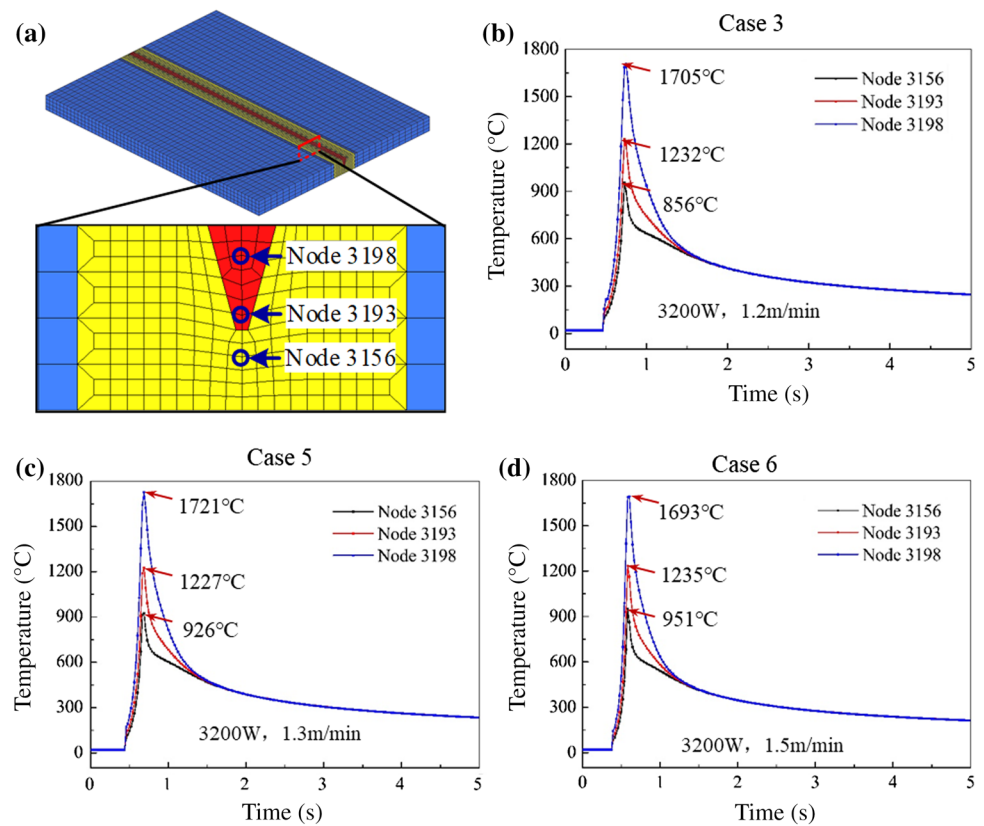 (a)
Node 3198
Node 3193
Node 3156
(b)
Case 3
1800
1500
1200
900
600
300
0
Temperature (°C)
1705℃
1232℃
856℃
Node 3156
Node 3193
Node 3198
3200W，1.2m/min
0 1 2 3 4 5
Time (s)
(c)
Case 5
1800
1500
1200
900
600
300
0
Temperature (°C)
1721℃
1227℃
926℃
Node 3156
Node 3193
Node 3198
3200W，1.3m/min
0 1 2 3 4 5
Time (s)
(d)
Case 6
1800
1500
1200
900
600
300
0
Temperature (°C)
1693℃
1235℃
951℃
Node 3156
Node 3193
Node 3198
3200W，1.5m/min
0 1 2 3 4 5
Time (s)